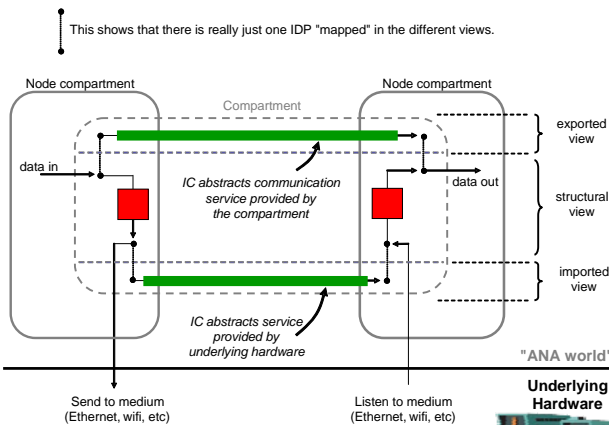 This shows that there is really just one IDP "mapped" in the different views.
Node compartment
Node compartment
Compartment
exported
view
data in
IC abstracts communication
service provided by
the compartment
data out
structural
view
imported
view
IC abstracts service
provided by
underlying hardware
"ANA world"
Send to medium
(Ethernet, wifi, etc)
Listen to medium
(Ethernet, wifi, etc)
Underlying
Hardware